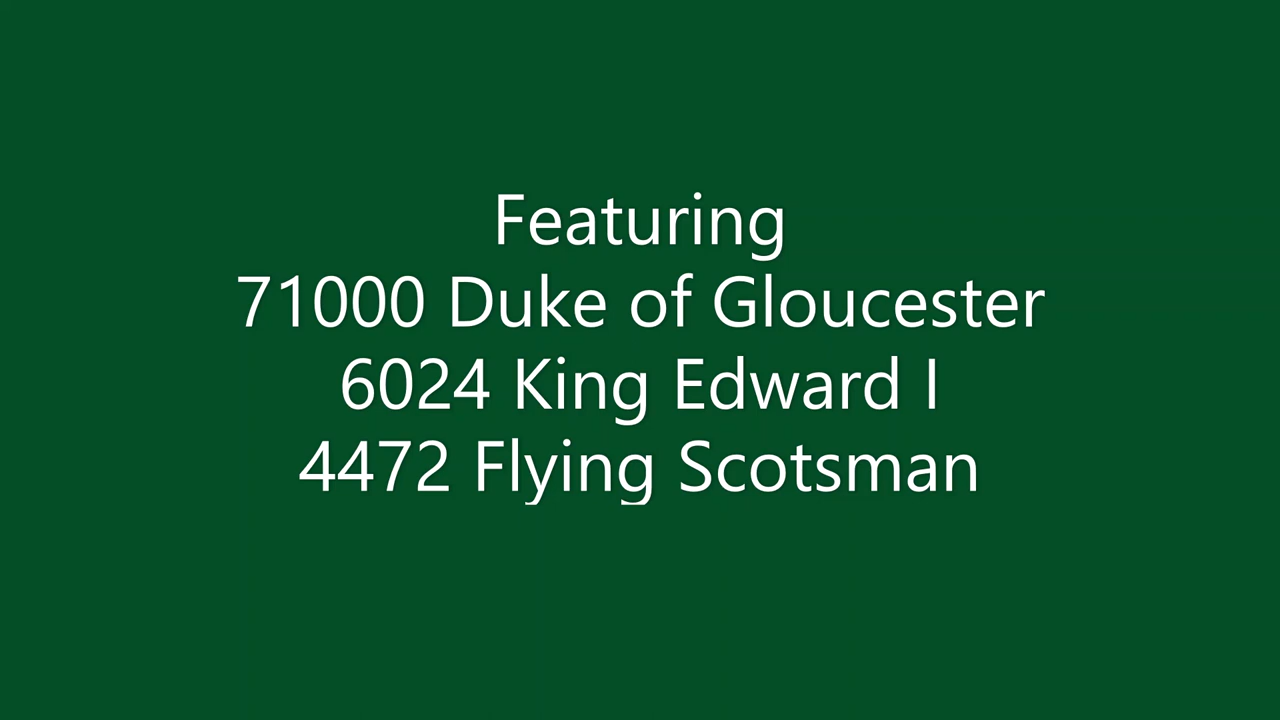 Featuring
71000 Duke of Gloucester
6024 King Edward I
4472 Flying Scotsman